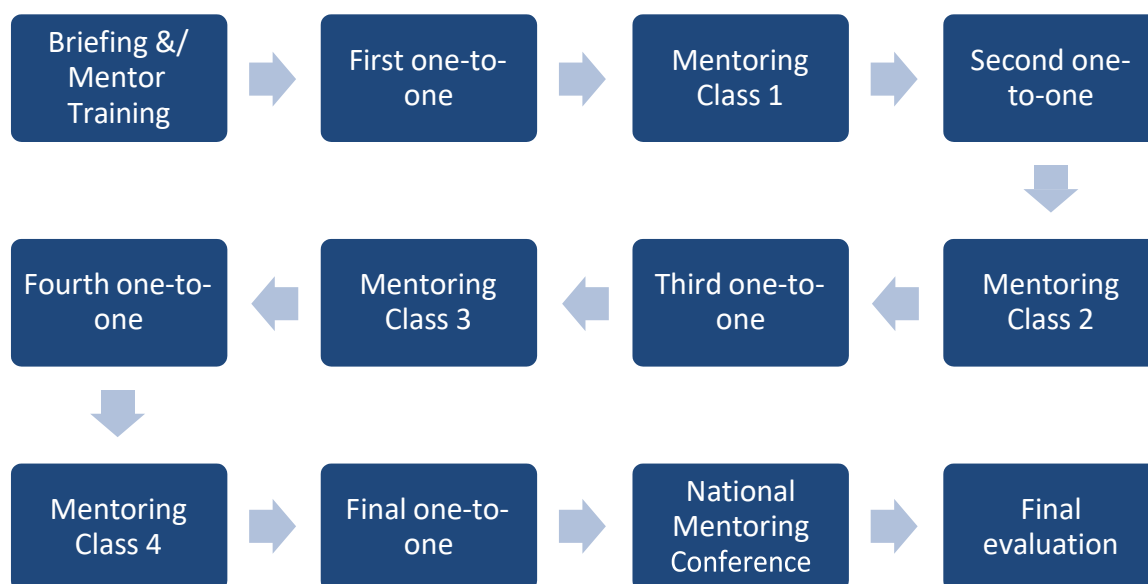 Briefing &/
Mentor
Training
First one-to-
one
Mentoring
Class 1
Second one-
to-one
Mentoring
Class 2
Third one-to-
one
Mentoring
Class 3
Fourth one-to-
one
Mentoring
Class 4
Final one-to-
one
National
Mentoring
Conference
Final
evaluation